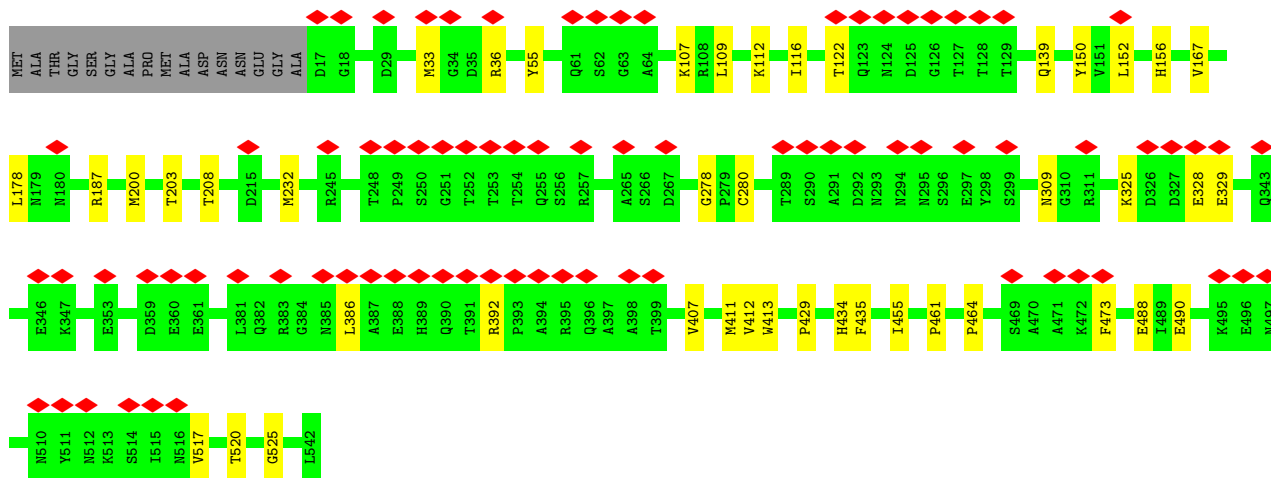 MET ALA THR GLY SER GLY ALA PRO MET ALA ASP ASN ASN GLU GLY ALA D17 G18 D29 M33 G34 D35 R36 Y55 Q61 S62 G63 A64 K107 R108 L109 K112 I116 T122 Q123 N124 D125 G126 T127 T128 T129 Q139 Y150 V151 L152 H156 V167
L178 N179 N180 R187 M200 T203 T208 D215 M232 R245 T248 P249 S250 G251 T252 T253 T254 Q255 S256 R257 A265 S266 D267 G278 P279 C280 T289 S290 A291 D292 N293 N294 N295 S296 E297 Y298 S299 N309 G310 R311 K325 D326 D327 E328 E329 Q343
E346 K347 E353 D359 E360 E361 L381 Q382 R383 G384 N385 L386 A387 E388 H389 Q390 T391 R392 P393 A394 R395 Q396 A397 A398 T399 V407 M411 V412 W413 P429 H434 F435 I455 P461 P464 S469 A470 A471 K472 F473 E488 I489 E490 K495 E496 N497
N510 Y511 N512 K513 S514 I515 N516 V517 T520 G525 L542